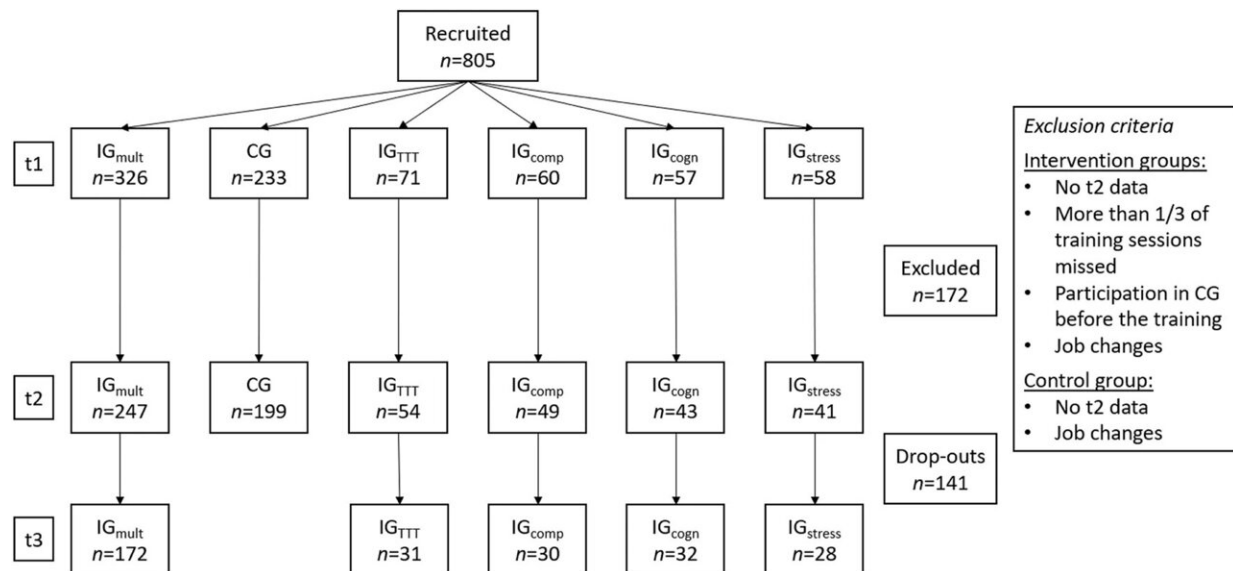 Recruited
n=805
t1
IGmult
n=326
CG
n=233
IGTTT
n=71
IGcomp
n=60
IGcogn
n=57
IGstress
n=58
Excluded
n=172
t2
IGmult
n=247
CG
n=199
IGTTT
n=54
IGcomp
n=49
IGcogn
n=43
IGstress
n=41
Drop-outs
n=141
t3
IGmult
n=172
IGTTT
n=31
IGcomp
n=30
IGcogn
n=32
IGstress
n=28
Exclusion criteria
Intervention groups:
• No t2 data
• More than 1/3 of
training sessions
missed
• Participation in CG
before the training
• Job changes
Control group:
• No t2 data
• Job changes